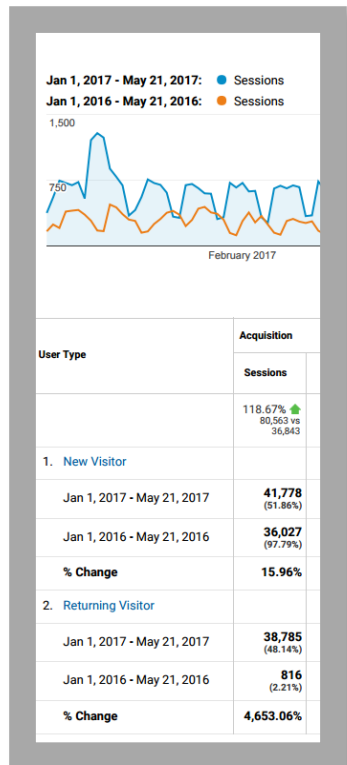 Jan 1, 2017 - May 21, 2017: Sessions
Jan 1, 2016 - May 21, 2016: Sessions
1,500
750
February 2017
Acquisition
User Type
Sessions
118.67%
80,563 vs
36,843
1. New Visitor
Jan 1, 2017 - May 21, 2017 41,778
(51.86%)
Jan 1, 2016 - May 21, 2016 36,027
(97.79%)
% Change 15.96%
2. Returning Visitor
Jan 1, 2017 - May 21, 2017 38,785
(48.14%)
Jan 1, 2016 - May 21, 2016 816
(2.21%)
% Change 4,653.06%